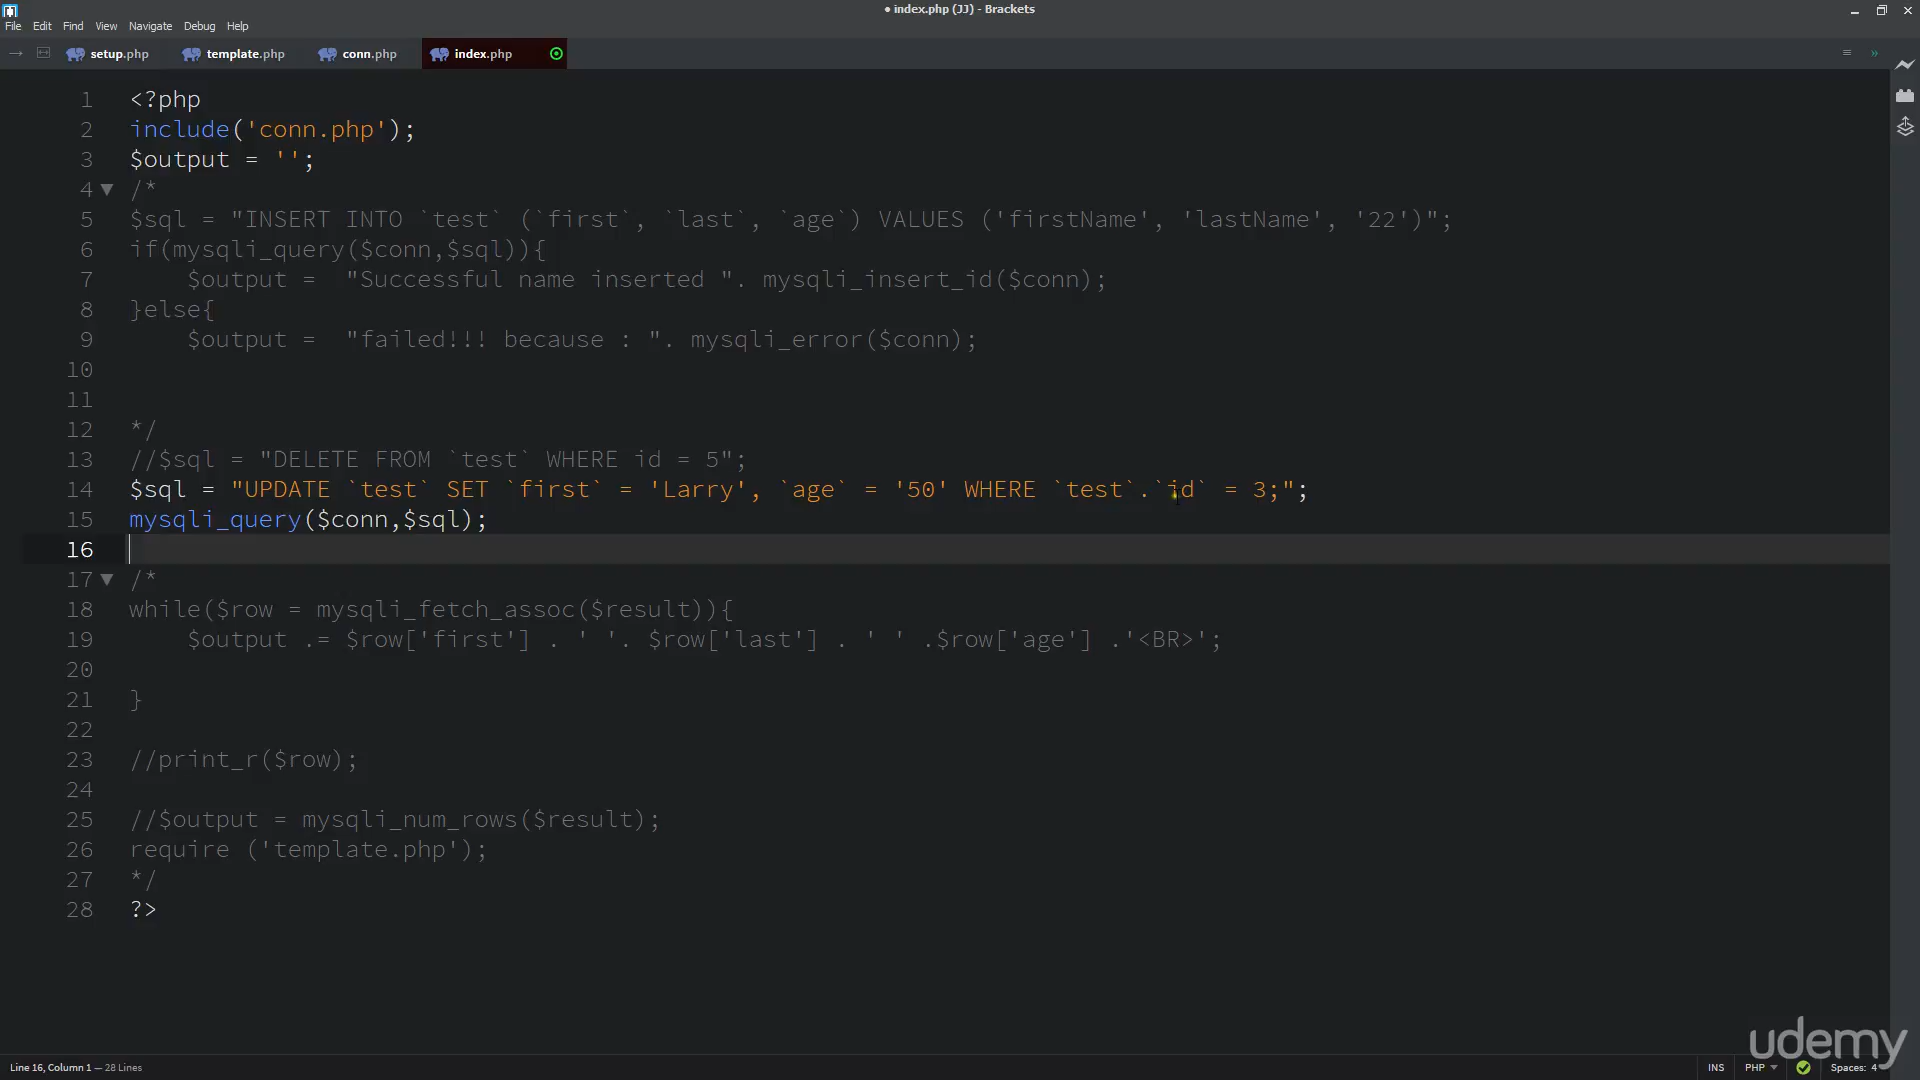 • index.php (JJ) - Brackets
File Edit Find View Navigate Debug Help
setup.php template.php conn.php index.php
1 <?php
2 include('conn.php');
3 $output = '';
4 /*
5 $sql = "INSERT INTO `test` (`first`, `last`, `age`) VALUES ('firstName', 'lastName', '22')";
6 if(mysqli_query($conn,$sql)){
7     $output =  "Successful name inserted ". mysqli_insert_id($conn);
8 }else{
9     $output =  "failed!!! because : ". mysqli_error($conn);
10
11
12 */
13 //$sql = "DELETE FROM `test` WHERE id = 5";
14 $sql = "UPDATE `test` SET `first` = 'Larry', `age` = '50' WHERE `test`.`id` = 3;";
15 mysqli_query($conn,$sql);
16
17 /*
18 while($row = mysqli_fetch_assoc($result)){
19     $output .= $row['first'] . ' '. $row['last'] . ' ' .$row['age'] .'<BR>';
20
21 }
22
23 //print_r($row);
24
25 //$output = mysqli_num_rows($result);
26 require ('template.php');
27 */
28 ?>
udemy
Line 16, Column 1 — 28 Lines INS PHP Spaces: 4